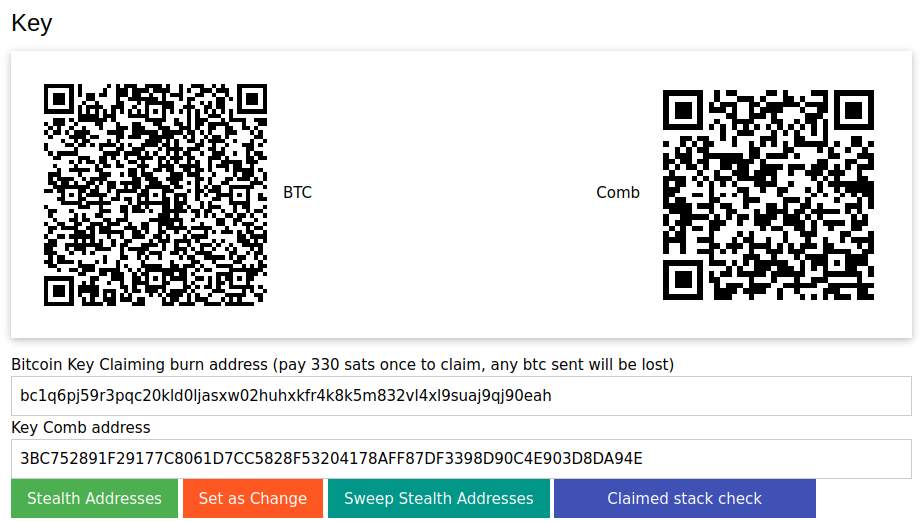 Key
BTC
Comb
Bitcoin Key Claiming burn address (pay 330 sats once to claim, any btc sent will be lost)
bc1q6pj59r3pqc20kld0ljasxw02huhxkfr4k8k5m832vl4xl9suaj9qj90eah
Key Comb address
3BC752891F29177C8061D7CC5828F53204178AFF87DF3398D90C4E903D8DA94E
Stealth Addresses
Set as Change
Sweep Stealth Addresses
Claimed stack check